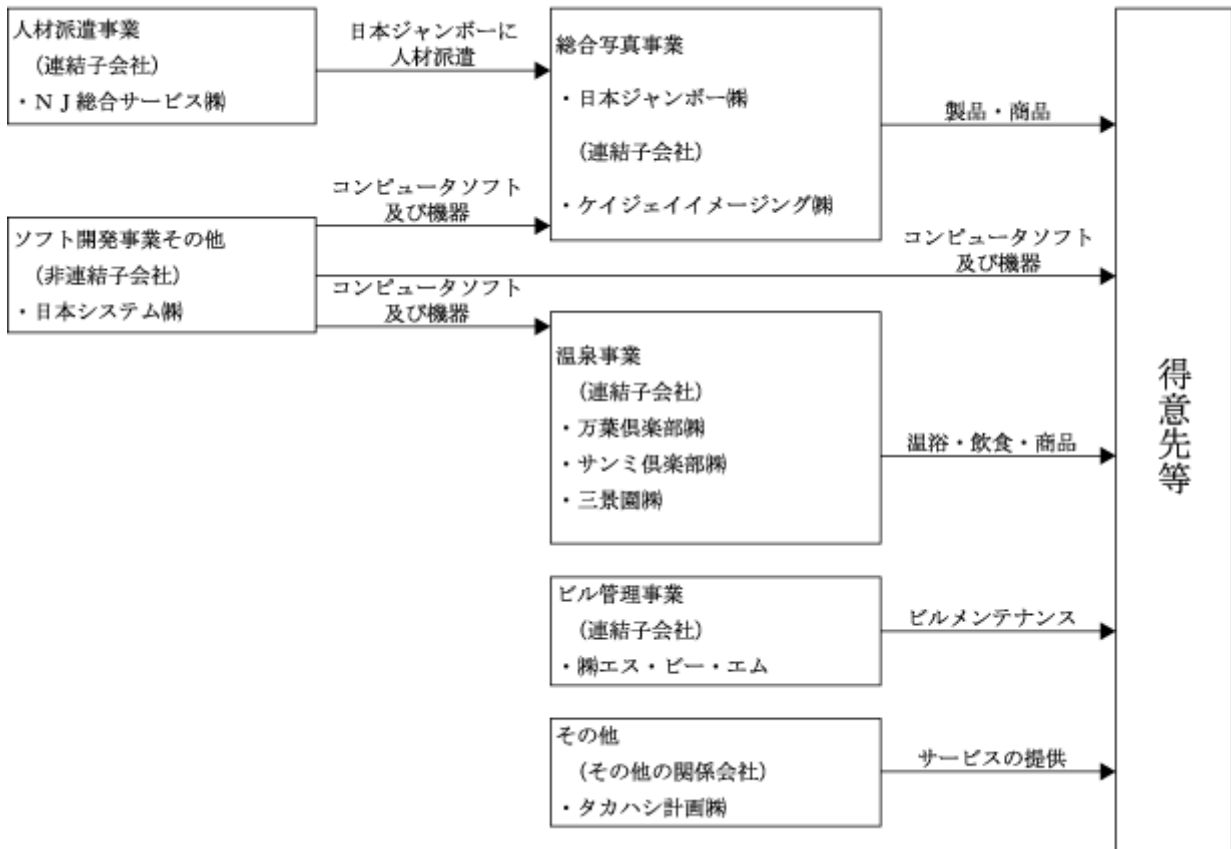 人材派遣事業
(連結子会社)
・ＮＪ総合サービス㈱
日本ジャンボーに
人材派遣
総合写真事業
・日本ジャンボー㈱
(連結子会社)
・ケイジェイイメージング㈱
製品・商品
コンピュータソフト
及び機器
ソフト開発事業その他
(非連結子会社)
・日本システム㈱
コンピュータソフト
及び機器
コンピュータソフト
及び機器
温泉事業
(連結子会社)
・万葉倶楽部㈱
・サンミ倶楽部㈱
・三景園㈱
温浴・飲食・商品
得意先等
ビル管理事業
(連結子会社)
・㈱エス・ビー・エム
ビルメンテナンス
その他
(その他の関係会社)
・タカハシ計画㈱
サービスの提供